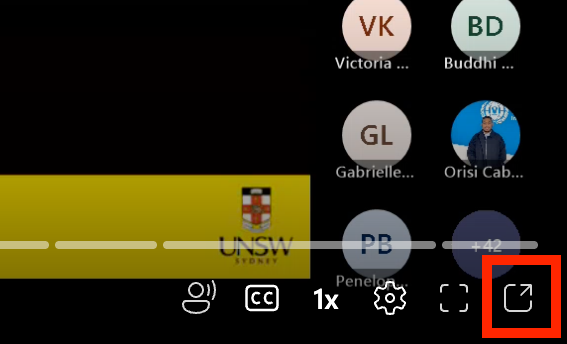 VK BD
Victoria ... Buddhi ...
GL
Gabrielle... Orisi Cab...
UNSW
SYDNEY
PB +42
Penelop...
CC 1x